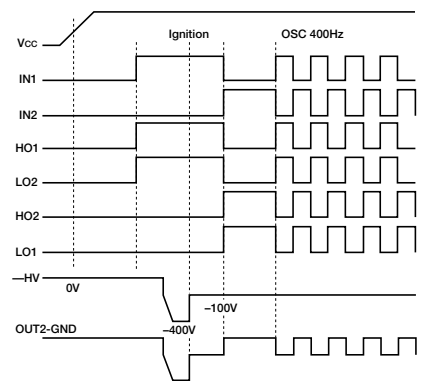 Ignition
OSC 400Hz
Vcc
IN1
IN2
HO1
LO2
HO2
LO1
—HV
0V
–100V
–400V
OUT2-GND